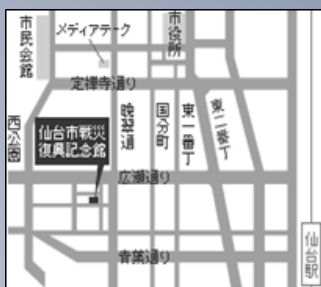 市民会館
メディアテーク
市役所
定禅寺通り
西公園
仙台市戦災
復興記念館
晩翠通
国分町
東一番丁
東二番丁
広瀬通り
青葉通り
仙台駅